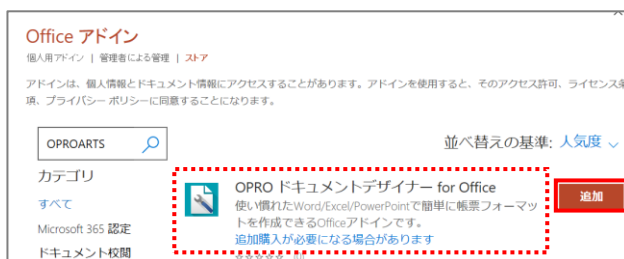 Office アドイン
個人用アドイン | 管理者による管理 | ストア
アドインは、個人情報とドキュメント情報にアクセスすることがあります。アドインを使用すると、そのアクセス許可、ライセンス条
項、プライバシー ポリシーに同意することになります。
OPROARTS
並べ替えの基準: 人気度
カテゴリ
すべて
Microsoft 365 認定
ドキュメント校閲
OPRO ドキュメントデザイナー for Office
使い慣れたWord/Excel/PowerPointで簡単に帳票フォーマッ
トを作成できるOfficeアドインです。
追加購入が必要になる場合があります
追加